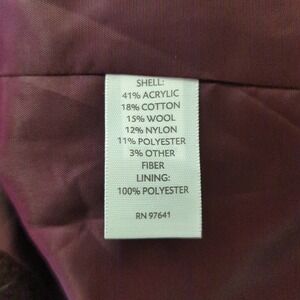 SHELL:
41% ACRYLIC
18% COTTON
15% WOOL
12% NYLON
11% POLYESTER
3% OTHER
FIBER
LINING:
100% POLYESTER
RN 97641